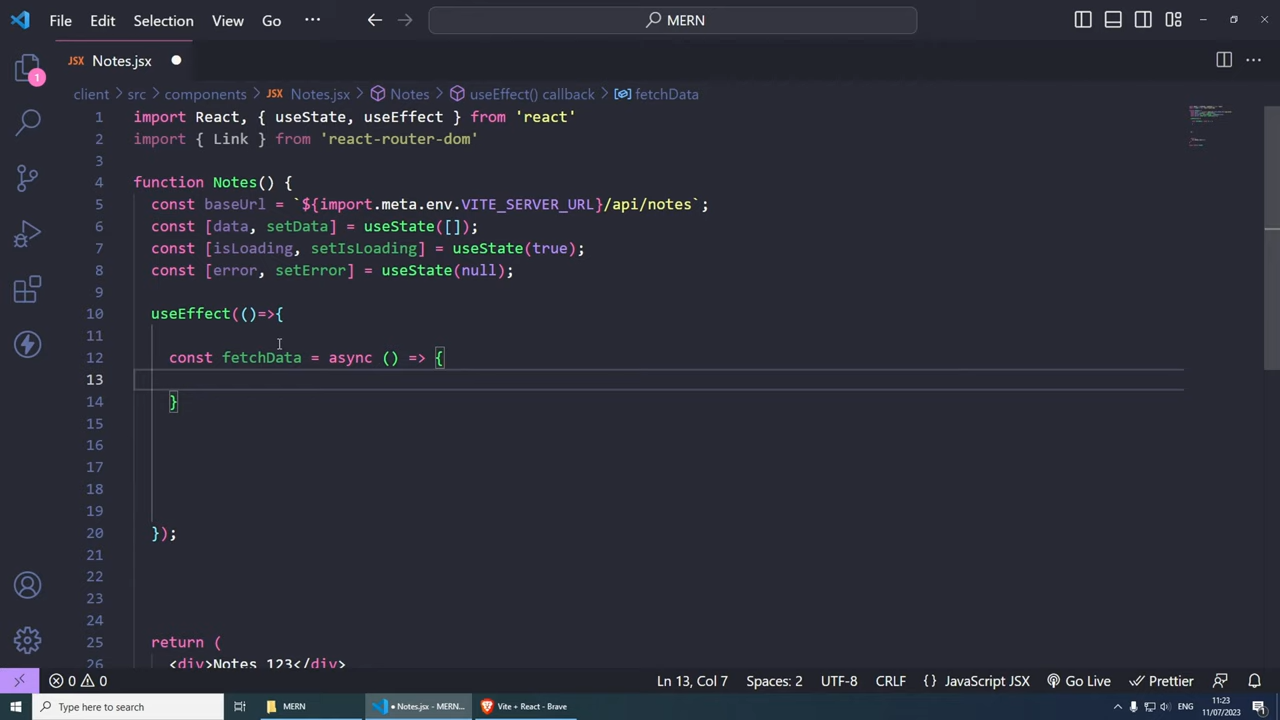 File Edit Selection View Go ··· MERN
JSX Notes.jsx
1
client > src > components > JSX Notes.jsx > Notes > useEffect() callback > fetchData
1 import React, { useState, useEffect } from 'react'
2 import { Link } from 'react-router-dom'
3
4 function Notes() {
5 const baseUrl = `${import.meta.env.VITE_SERVER_URL}/api/notes`;
6 const [data, setData] = useState([]);
7 const [isLoading, setIsLoading] = useState(true);
8 const [error, setError] = useState(null);
9
10 useEffect(()=>{
11
12 const fetchData = async () => {
13
14 }
15
16
17
18
19
20 });
21
22
23
24
25 return (
26 <div>Notes 123</div>
0 0 Ln 13, Col 7 Spaces: 2 UTF-8 CRLF {} JavaScript JSX Go Live Prettier
Type here to search MERN • Notes.jsx - MERN... Vite + React - Brave ENG 11:23
11/07/2023 1